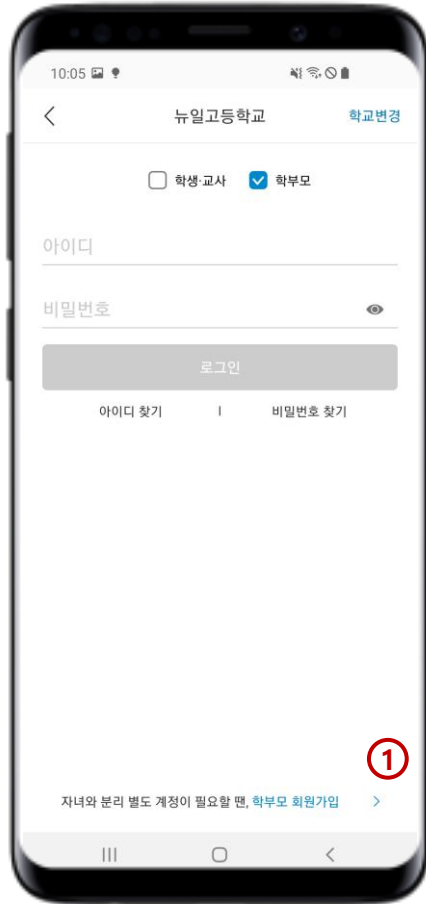 10:05
뉴일고등학교 학교변경
학생·교사 학부모
아이디
비밀번호
로그인
아이디 찾기 | 비밀번호 찾기
①
자녀와 분리 별도 계정이 필요할 땐, 학부모 회원가입 >